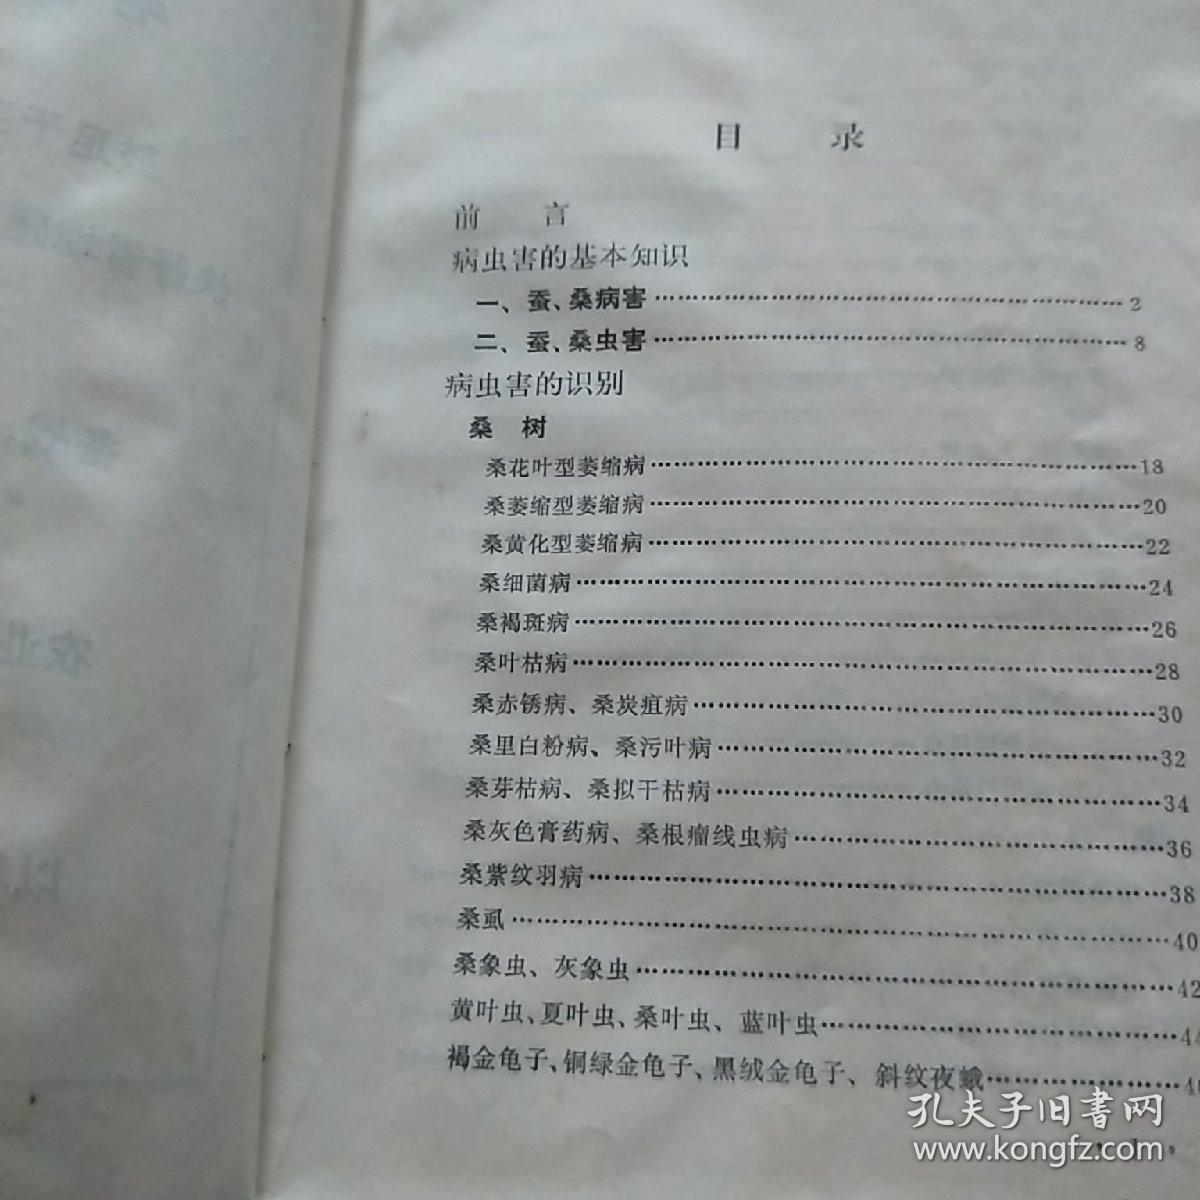 目 录
前 言
病虫害的基本知识
一、蚕、桑病害……………………………………2
二、蚕、桑虫害……………………………………8
病虫害的识别
桑 树
桑花叶型萎缩病……………………………………18
桑萎缩型萎缩病……………………………………20
桑黄化型萎缩病……………………………………22
桑细菌病……………………………………24
桑褐斑病……………………………………26
桑叶枯病……………………………………28
桑赤锈病、桑炭疽病……………………………………30
桑里白粉病、桑污叶病……………………………………32
桑芽枯病、桑拟干枯病……………………………………34
桑灰色膏药病、桑根瘤线虫病……………………………………36
桑紫纹羽病……………………………………38
桑虱……………………………………40
桑象虫、灰象虫……………………………………42
黄叶虫、夏叶虫、桑叶虫、蓝叶虫……………………………………44
褐金龟子、铜绿金龟子、黑绒金龟子、斜纹夜蛾………………
孔夫子旧书网
www.kongfz.com